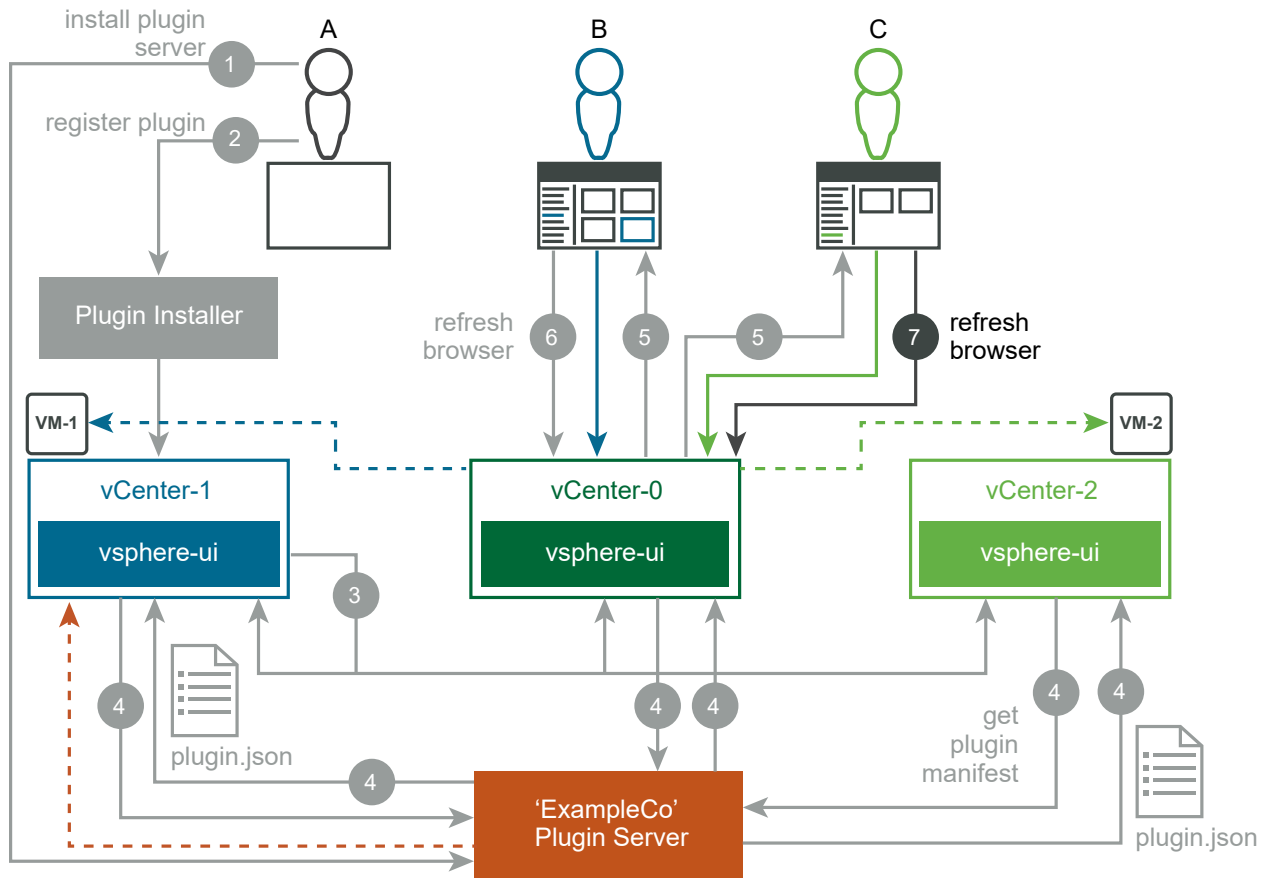 install plugin
server
1
A
B
C
register plugin
2
Plugin Installer
refresh
browser
6
5
5
7
refresh
browser
VM-1
VM-2
vCenter-1
vsphere-ui
vCenter-0
vsphere-ui
vCenter-2
vsphere-ui
3
4
plugin.json
4
4
4
get
plugin
manifest
4
4
plugin.json
‘ExampleCo’
Plugin Server